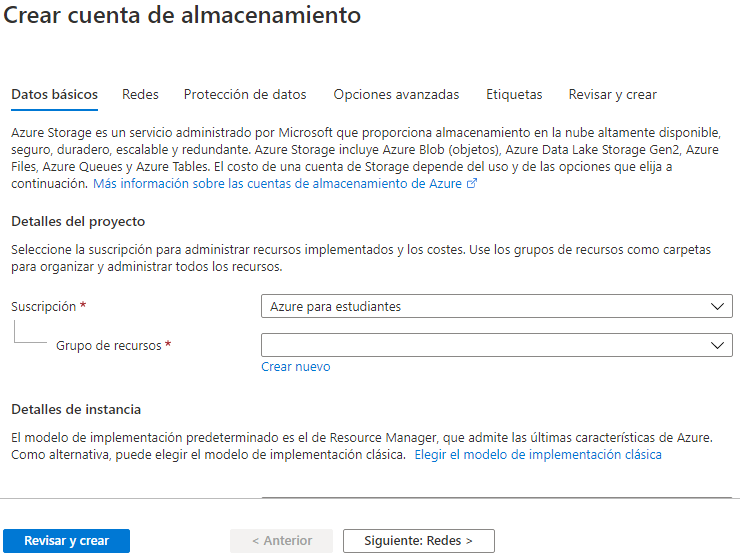 Crear cuenta de almacenamiento
Datos básicos Redes Protección de datos Opciones avanzadas Etiquetas Revisar y crear
Azure Storage es un servicio administrado por Microsoft que proporciona almacenamiento en la nube altamente disponible,
seguro, duradero, escalable y redundante. Azure Storage incluye Azure Blob (objetos), Azure Data Lake Storage Gen2, Azure
Files, Azure Queues y Azure Tables. El costo de una cuenta de Storage depende del uso y de las opciones que elija a
continuación. Más información sobre las cuentas de almacenamiento de Azure
Detalles del proyecto
Seleccione la suscripción para administrar recursos implementados y los costes. Use los grupos de recursos como carpetas
para organizar y administrar todos los recursos.
Suscripción * Azure para estudiantes
Grupo de recursos *
Crear nuevo
Detalles de instancia
El modelo de implementación predeterminado es el de Resource Manager, que admite las últimas características de Azure.
Como alternativa, puede elegir el modelo de implementación clásica. Elegir el modelo de implementación clásica
Revisar y crear < Anterior Siguiente: Redes >